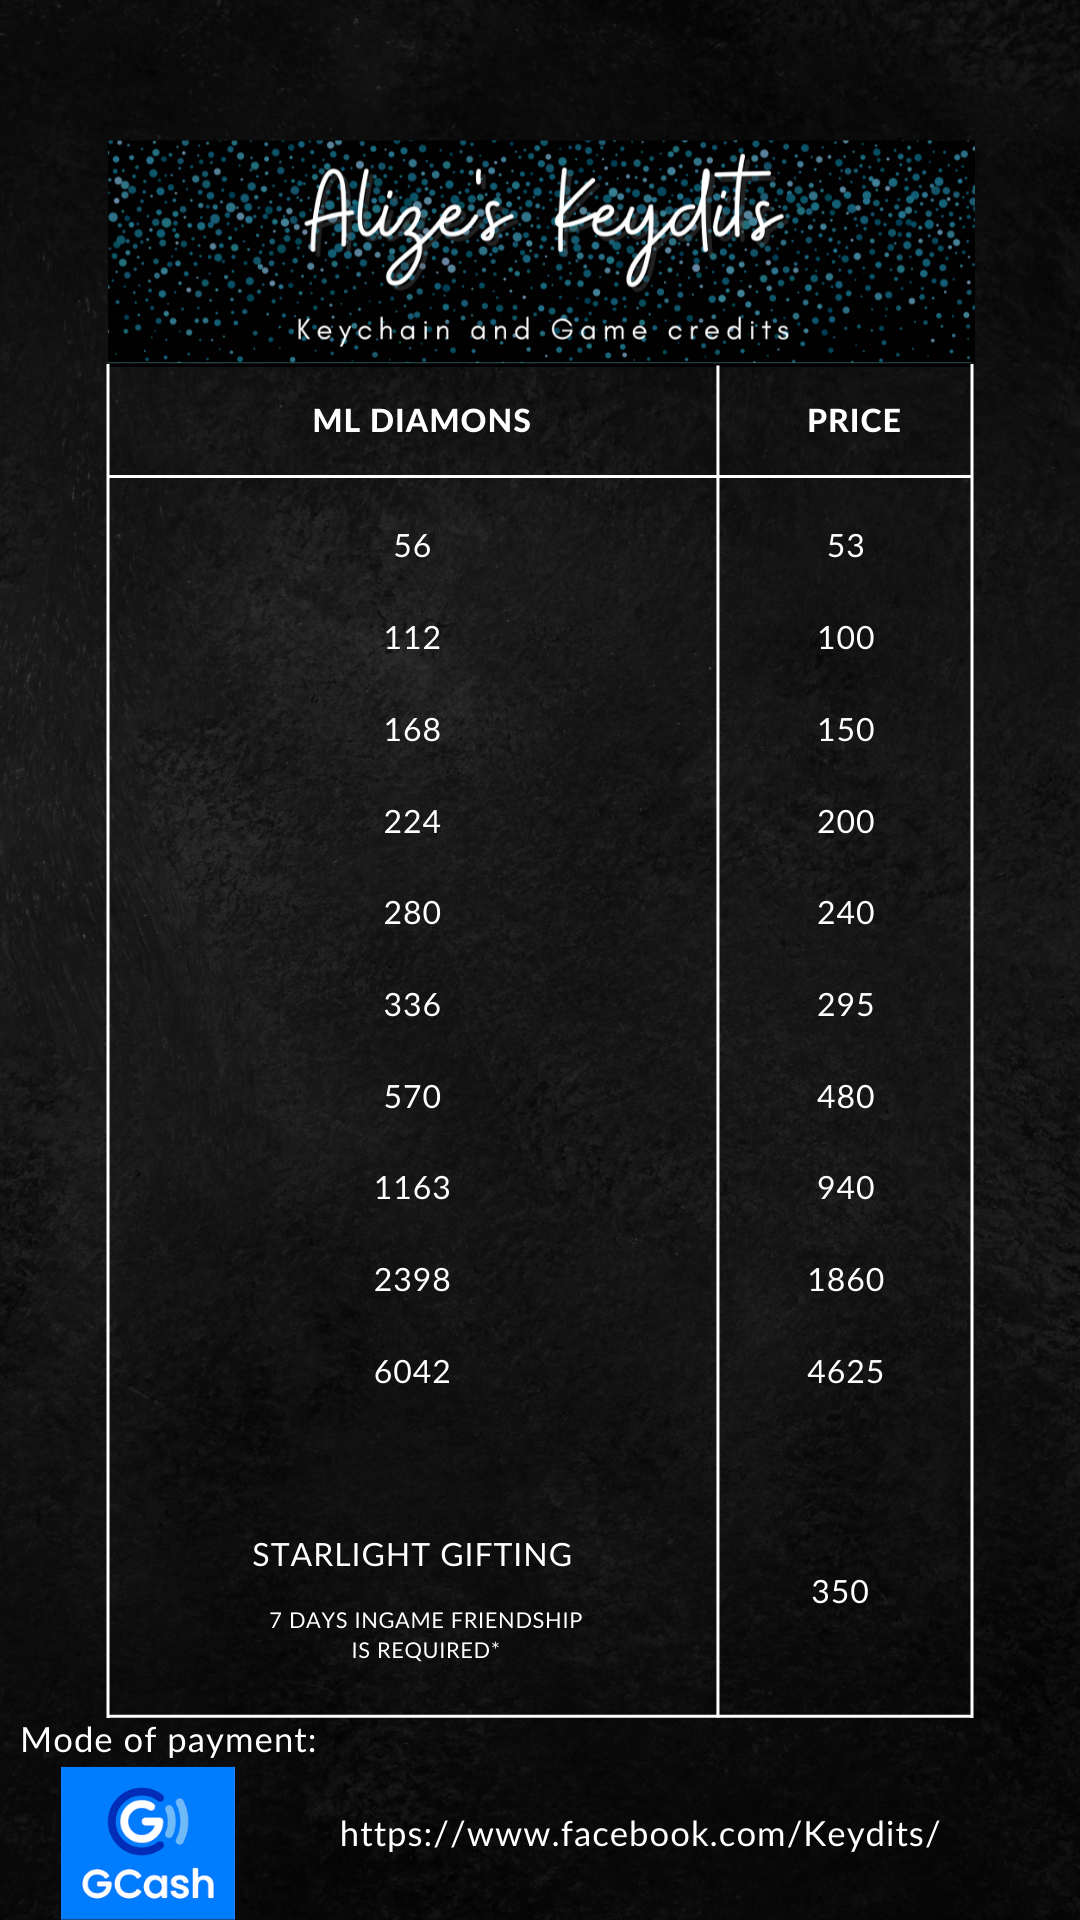 Alize's Keydits
Keychain and Game credits
ML DIAMONS PRICE
56 53
112 100
168 150
224 200
280 240
336 295
570 480
1163 940
2398 1860
6042 4625
STARLIGHT GIFTING
350
7 DAYS INGAME FRIENDSHIP
IS REQUIRED*
Mode of payment:
G
GCash
https://www.facebook.com/Keydits/